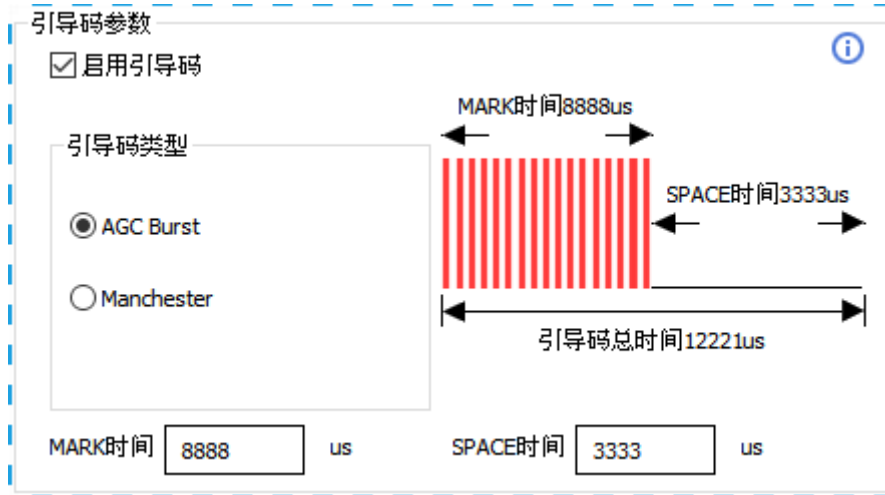 引导码参数
启用引导码
MARK时间8888us
引导码类型
SPACE时间3333us
AGC Burst
Manchester
引导码总时间12221us
MARK时间 8888 us SPACE时间 3333 us